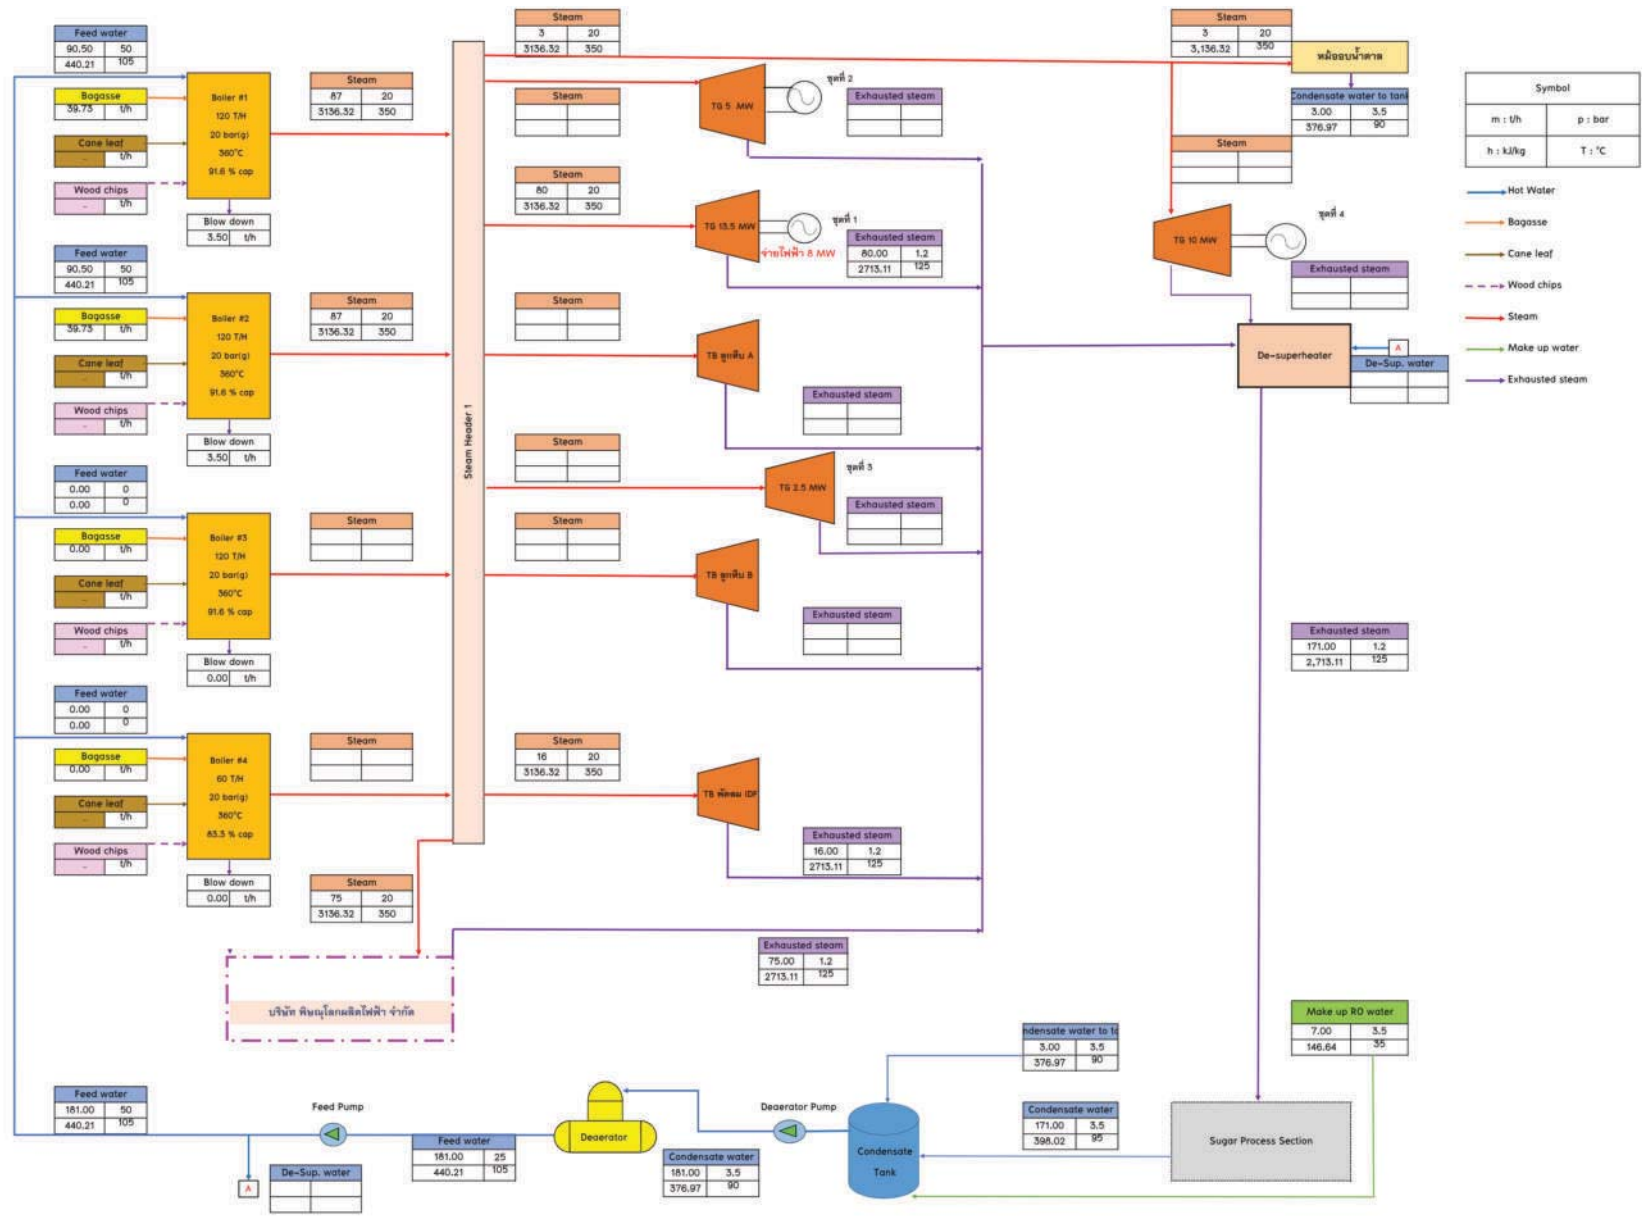 Feed water
90.50 50
440.21 105
Bagasse
39.73 t/h
Cane leaf
- t/h
Wood chips
- t/h
Boiler #1
120 T/H
20 bar(g)
360°C
91.6 % cap
Blow down
3.50 t/h
Steam
87 20
3136.32 350
Feed water
90.50 50
440.21 105
Bagasse
39.73 t/h
Cane leaf
- t/h
Wood chips
- t/h
Boiler #2
120 T/H
20 bar(g)
360°C
91.6 % cap
Blow down
3.50 t/h
Steam
87 20
3136.32 350
Feed water
0.00 0
0.00 0
Bagasse
0.00 t/h
Cane leaf
- t/h
Wood chips
- t/h
Boiler #3
120 T/H
20 bar(g)
360°C
91.6 % cap
Blow down
0.00 t/h
Steam
Feed water
0.00 0
0.00 0
Bagasse
0.00 t/h
Cane leaf
- t/h
Wood chips
- t/h
Boiler #4
60 T/H
20 bar(g)
360°C
83.3 % cap
Blow down
0.00 t/h
Steam
Steam
75 20
3136.32 350
Steam Header 1
Steam
3 20
3136.32 350
Steam
TG 5 MW
ชุดที่ 2
Exhausted steam
Steam
80 20
3136.32 350
TG 13.5 MW
ชุดที่ 1
จ่ายไฟฟ้า 8 MW
Exhausted steam
80.00 1.2
2713.11 125
Steam
TB ลูกหีบ A
Exhausted steam
Steam
TG 2.5 MW
ชุดที่ 3
Exhausted steam
Steam
TB ลูกหีบ B
Exhausted steam
Steam
16 20
3136.32 350
TB พัดลม IDF
Exhausted steam
16.00 1.2
2713.11 125
Exhausted steam
75.00 1.2
2713.11 125
บริษัท พิษณุโลกผลิตไฟฟ้า จำกัด
Steam
3 20
3,136.32 350
หม้ออบน้ำตาล
Condensate water to tank
3.00 3.5
376.97 90
Steam
TG 10 MW
ชุดที่ 4
Exhausted steam
De-superheater
A
De-Sup. water
Symbol
m : t/h p : bar
h : kJ/kg T : °C
Hot Water
Bagasse
Cane leaf
Wood chips
Steam
Make up water
Exhausted steam
Exhausted steam
171.00 1.2
2,713.11 125
Make up RO water
7.00 3.5
146.64 35
ndensate water to ta
3.00 3.5
376.97 90
Condensate water
171.00 3.5
398.02 95
Sugar Process Section
Condensate
Tank
Deaerator Pump
Condensate water
181.00 3.5
376.97 90
Deaerator
Feed water
181.00 25
440.21 105
Feed Pump
Feed water
181.00 50
440.21 105
A
De-Sup. water